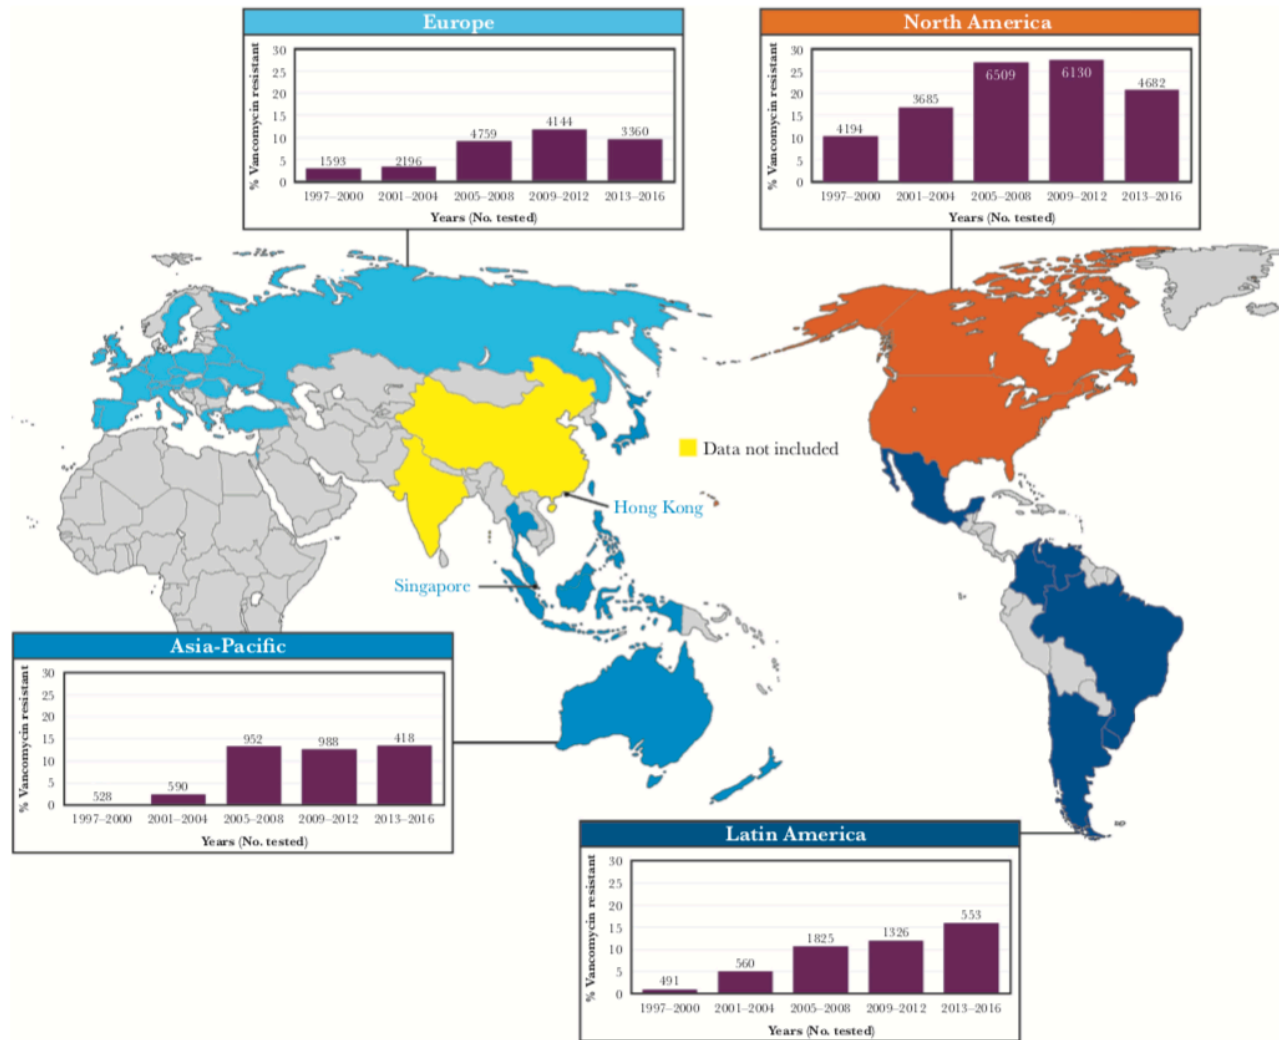 Europe
% Vancomycin resistant
30
25
20
15
10
5
0
1593 2196 4759 4144 3360
1997–2000 2001–2004 2005–2008 2009–2012 2013–2016
Years (No. tested)
North America
% Vancomycin resistant
30
25
20
15
10
5
0
4194 3685 6509 6130 4682
1997–2000 2001–2004 2005–2008 2009–2012 2013–2016
Years (No. tested)
Data not included
Hong Kong
Singapore
Asia-Pacific
% Vancomycin resistant
30
25
20
15
10
5
0
528 590 952 988 418
1997–2000 2001–2004 2005–2008 2009–2012 2013–2016
Years (No. tested)
Latin America
% Vancomycin resistant
30
25
20
15
10
5
0
491 560 1825 1326 553
1997–2000 2001–2004 2005–2008 2009–2012 2013–2016
Years (No. tested)